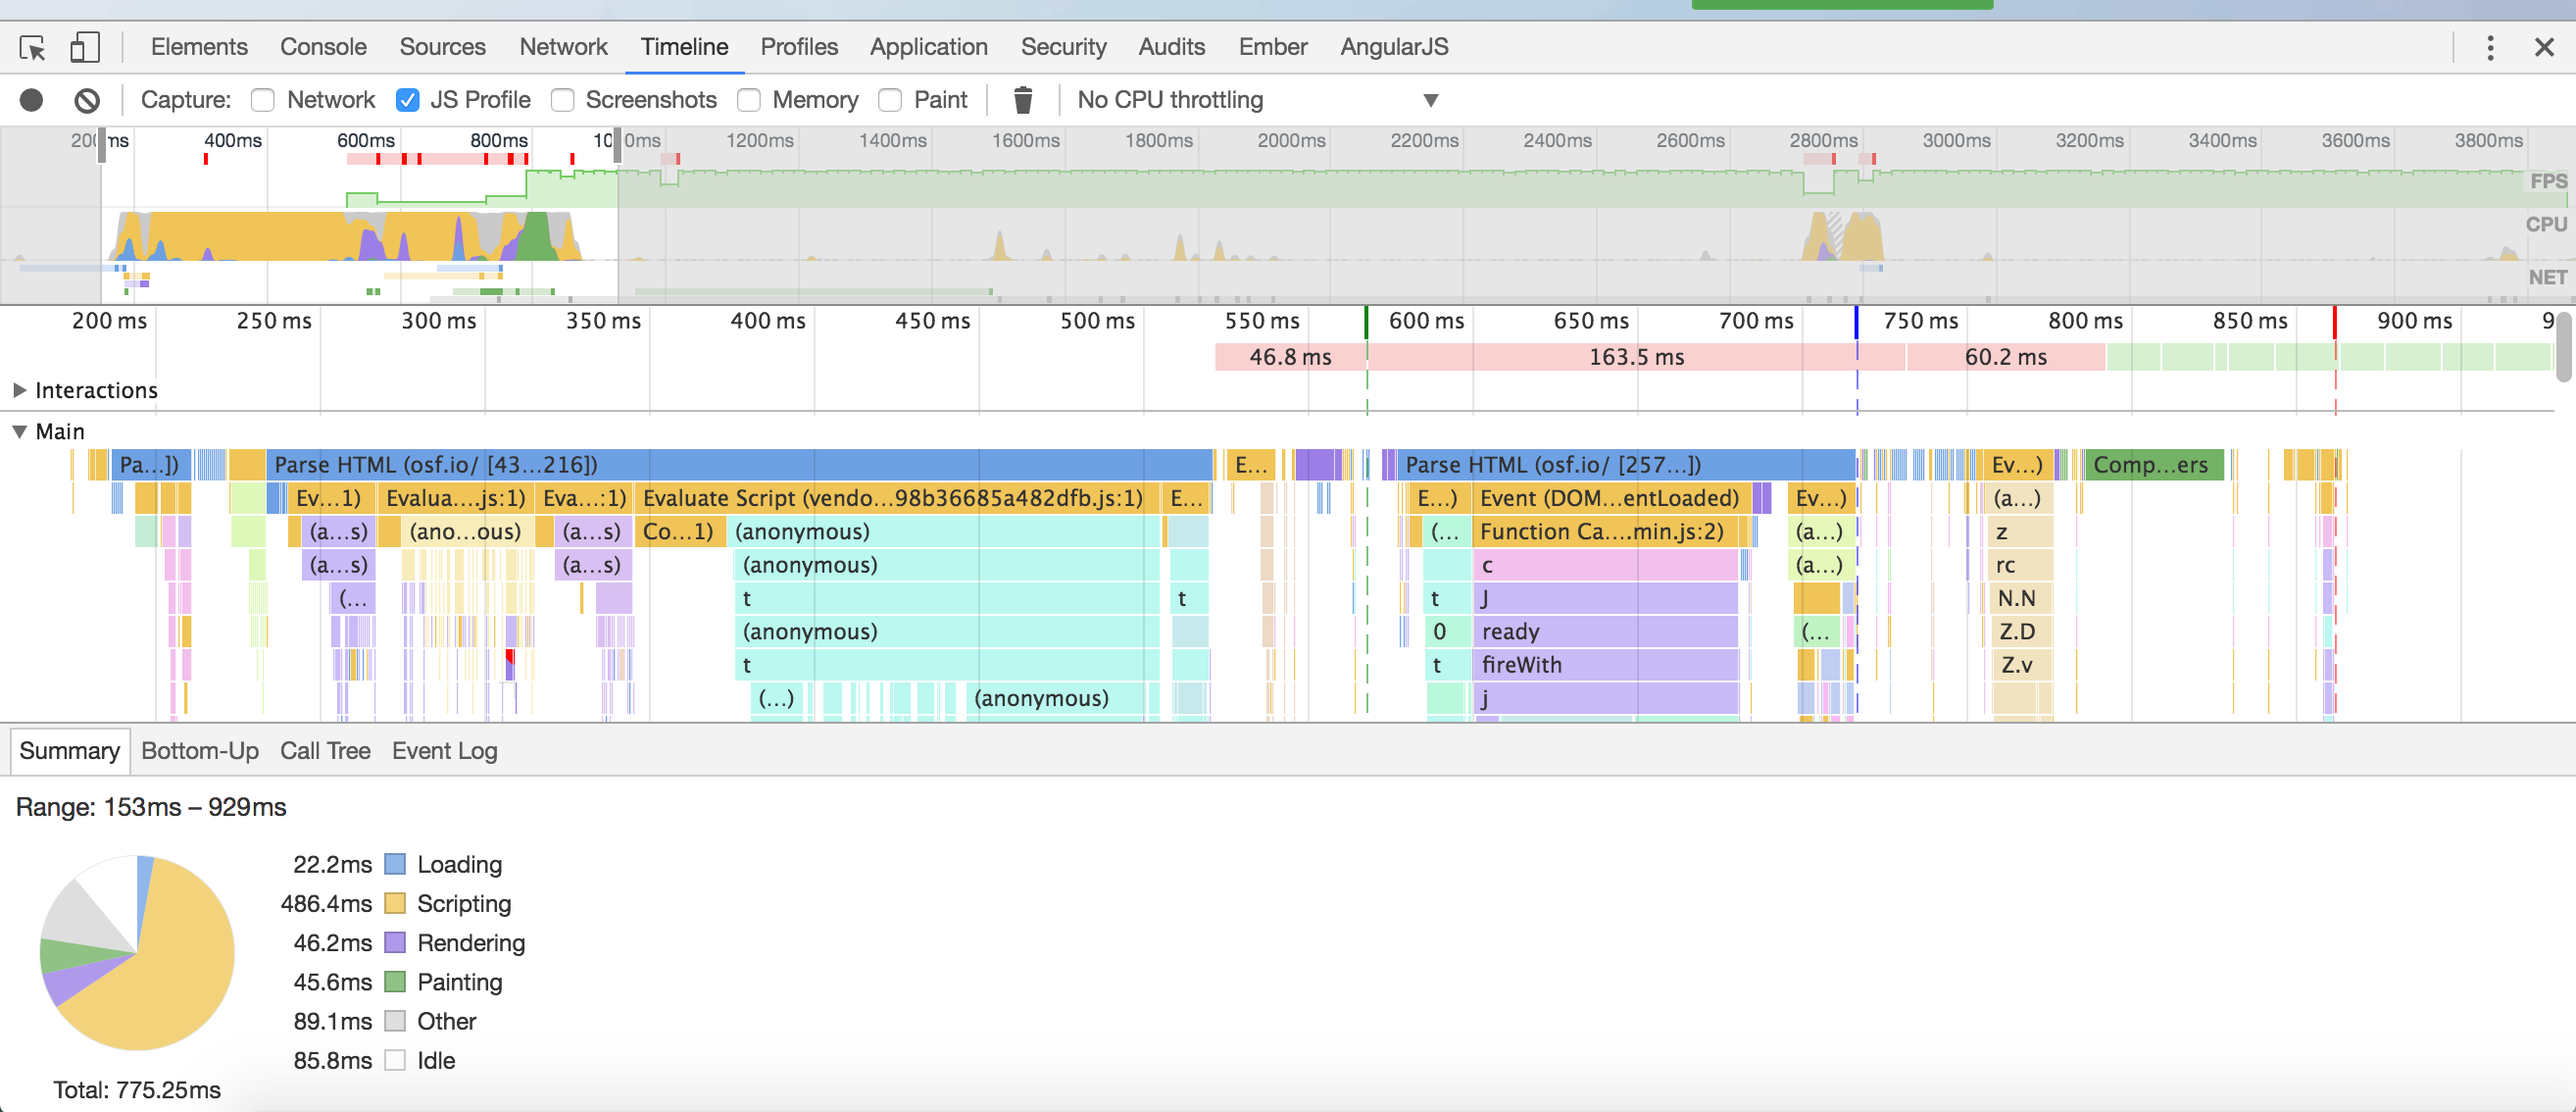 Elements Console Sources Network Timeline Profiles Application Security Audits Ember AngularJS
Capture: Network JS Profile Screenshots Memory Paint No CPU throttling
400ms 600ms 800ms 1200ms 1400ms 1600ms 1800ms 2000ms 2200ms 2400ms 2600ms 2800ms 3000ms 3200ms 3400ms 3600ms 3800ms
FPS
CPU
NET
200 ms 250 ms 300 ms 350 ms 400 ms 450 ms 500 ms 550 ms 600 ms 650 ms 700 ms 750 ms 800 ms 850 ms 900 ms 9
46.8 ms 163.5 ms 60.2 ms
Interactions
Main
Pa...]) Parse HTML (osf.io/ [43...216]) E... Parse HTML (osf.io/ [257...]) Ev...) Comp...ers
Ev...1) Evalua....js:1) Eva...:1) Evaluate Script (vendo...98b36685a482dfb.js:1) E... E...) Event (DOM...entLoaded) Ev...) (a...)
(a...s) (ano...ous) (a...s) Co...1) (anonymous) (... Function Ca....min.js:2) (a...) z
(a...s) (a...s) (anonymous) c (a...) rc
(... t t t J N.N
(anonymous) 0 ready (... Z.D
t t fireWith Z.v
(...) (anonymous) j
Summary Bottom-Up Call Tree Event Log
Range: 153ms – 929ms
22.2ms Loading
486.4ms Scripting
46.2ms Rendering
45.6ms Painting
89.1ms Other
85.8ms Idle
Total: 775.25ms